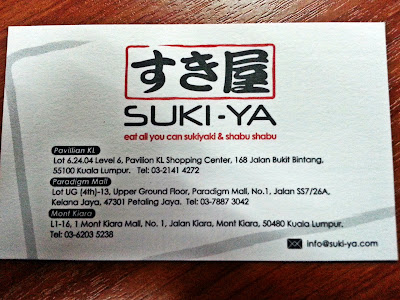 すき屋
SUKI-YA
eat all you can sukiyaki & shabu shabu
Pavillian KL
Lot 6.24.04 Level 6, Pavilion KL Shopping Center, 168 Jalan Bukit Bintang,
55100 Kuala Lumpur. Tel: 03-2141 4272
Paradigm Mall
Lot UG (4th)-13, Upper Ground Floor, Paradigm Mall, No.1, Jalan SS7/26A,
Kelana Jaya, 47301 Petaling Jaya. Tel: 03-7887 3042
Mont Kiara
L1-16, 1 Mont Kiara Mall, No. 1, Jalan Kiara, Mont Kiara, 50480 Kuala Lumpur.
Tel: 03-6203 5238
info@suki-ya.com